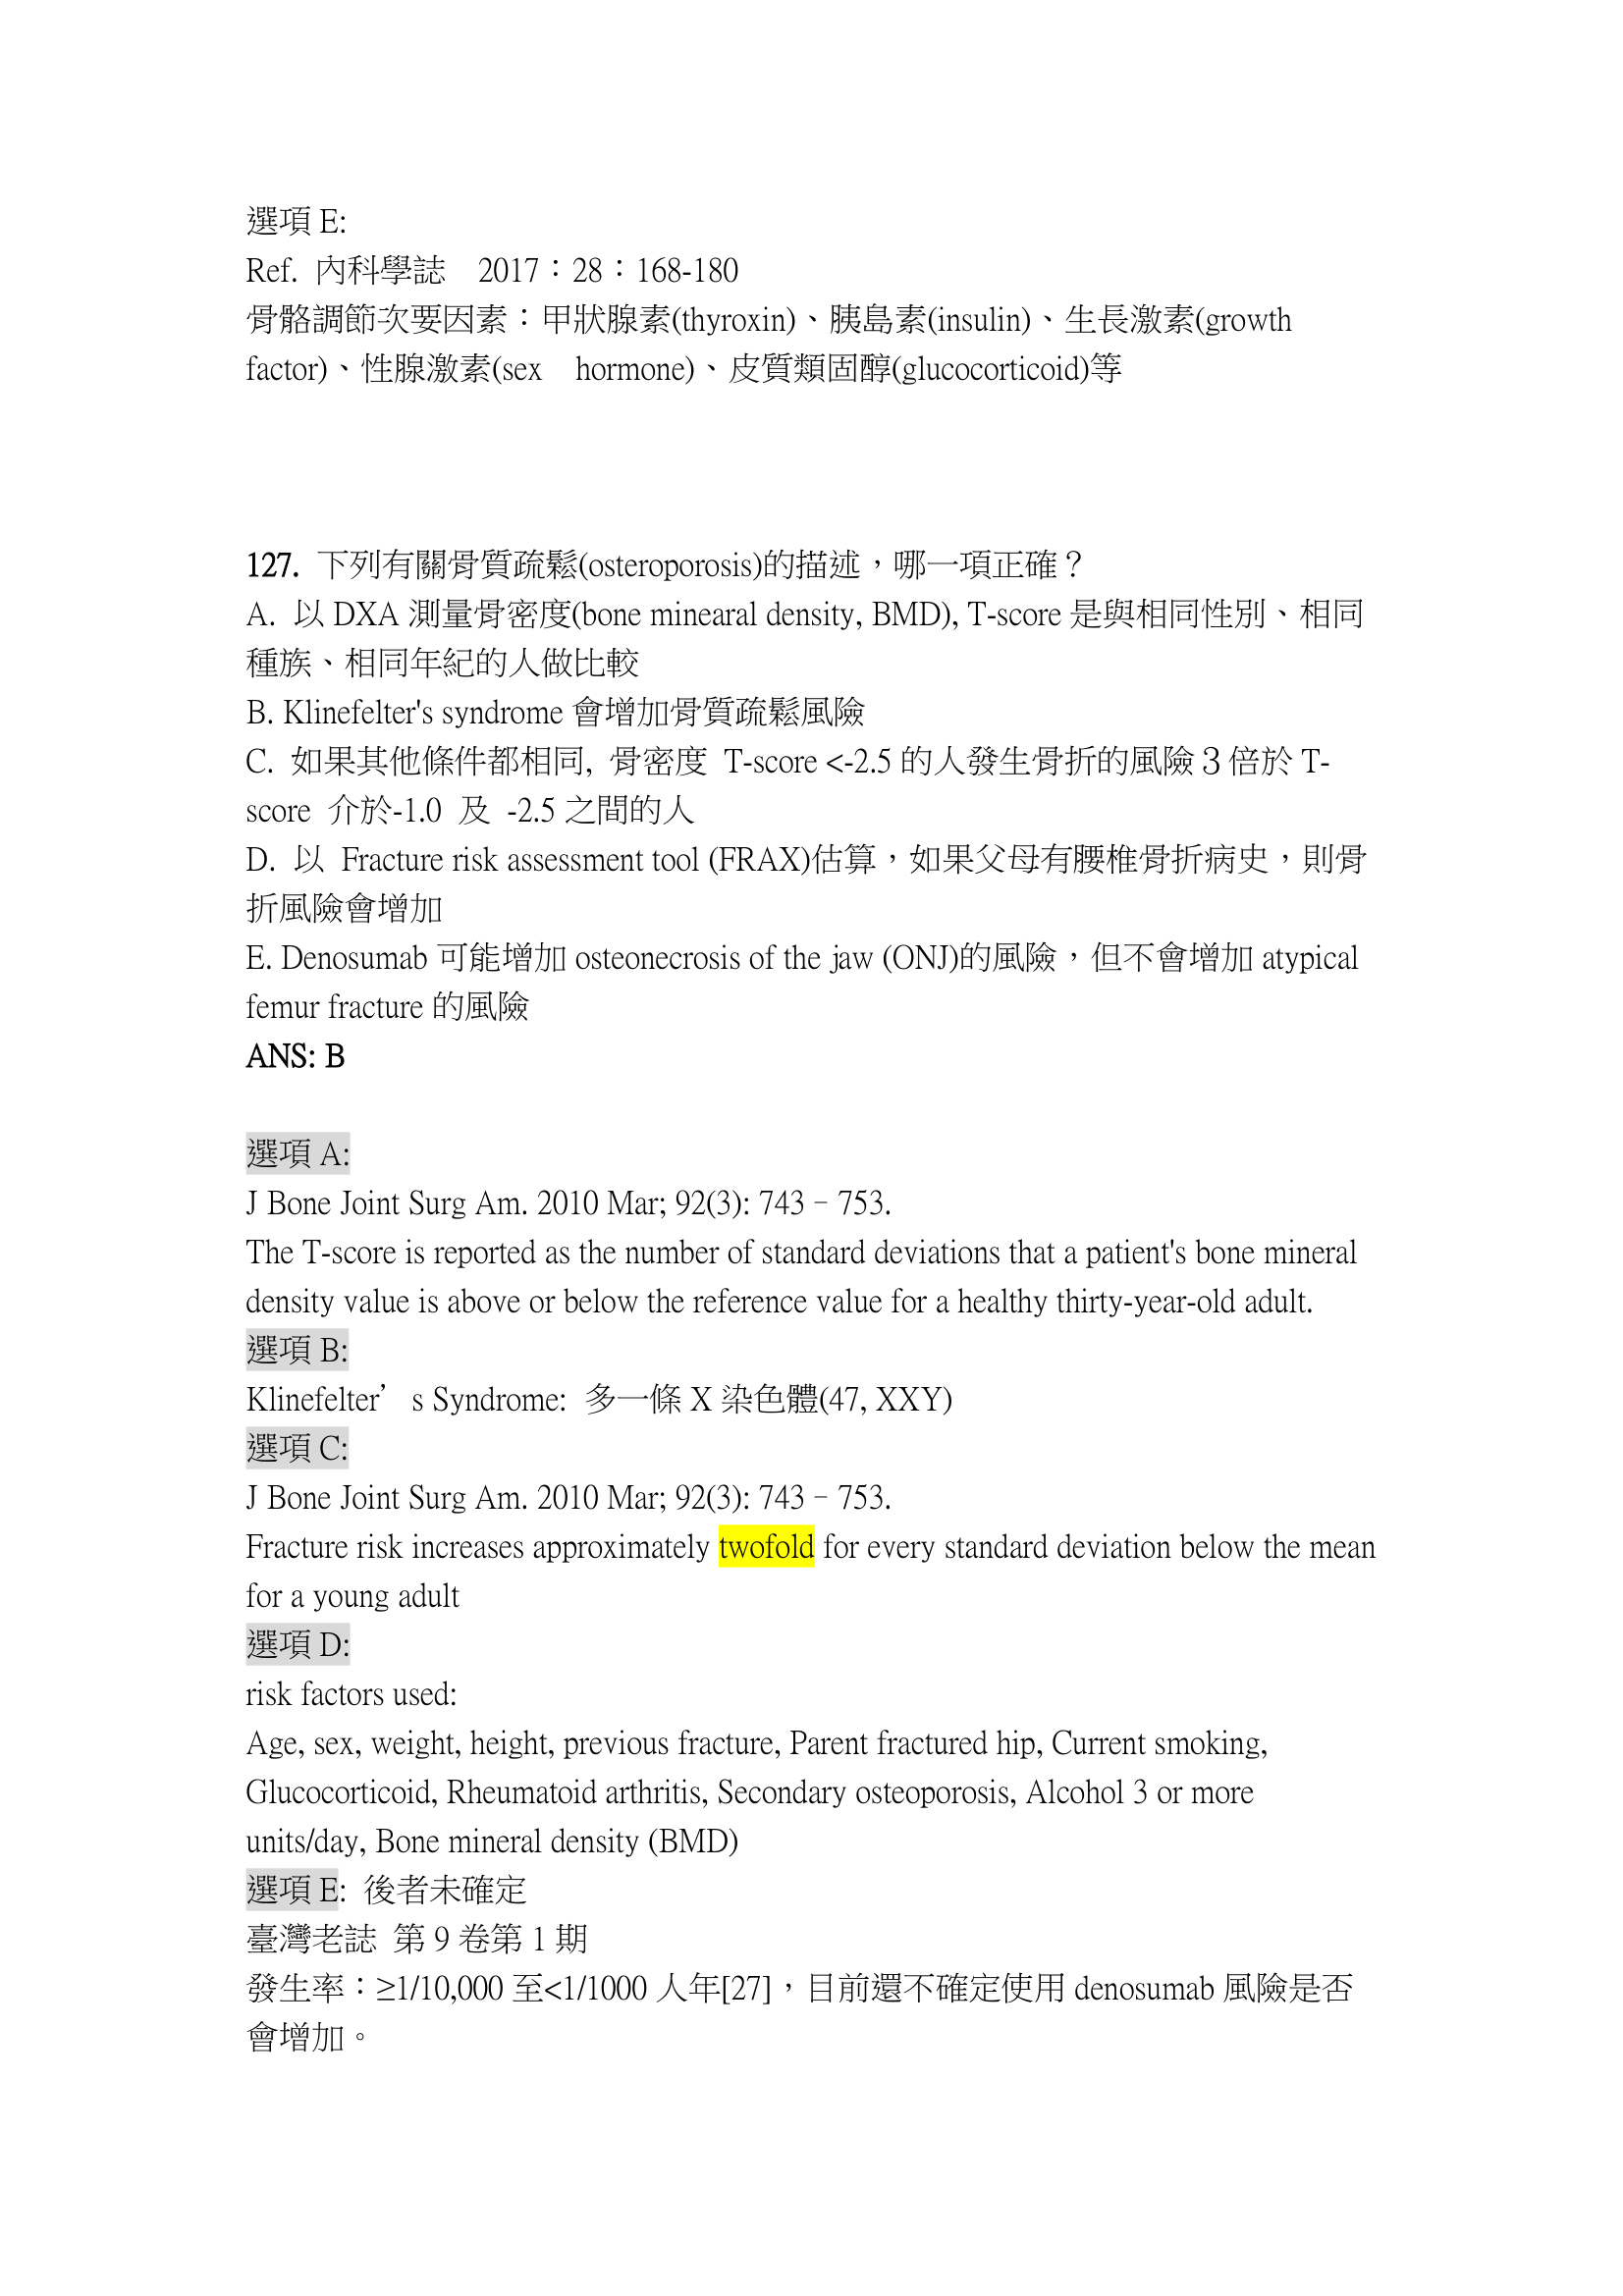 選項 E:
Ref. 內科學誌 2017：28：168-180
骨骼調節次要因素：甲狀腺素(thyroxin)、胰島素(insulin)、生長激素(growth
factor)、性腺激素(sex hormone)、皮質類固醇(glucocorticoid)等
127. 下列有關骨質疏鬆(osteroporosis)的描述，哪一項正確？
A. 以 DXA 測量骨密度(bone minearal density, BMD), T-score 是與相同性別、相同
種族、相同年紀的人做比較
B. Klinefelter's syndrome 會增加骨質疏鬆風險
C. 如果其他條件都相同, 骨密度 T-score <-2.5 的人發生骨折的風險３倍於 T-
score 介於-1.0 及 -2.5 之間的人
D. 以 Fracture risk assessment tool (FRAX)估算，如果父母有腰椎骨折病史，則骨
折風險會增加
E. Denosumab 可能增加 osteonecrosis of the jaw (ONJ)的風險，但不會增加 atypical
femur fracture 的風險
ANS: B
選項 A:
J Bone Joint Surg Am. 2010 Mar; 92(3): 743–753.
The T-score is reported as the number of standard deviations that a patient's bone mineral
density value is above or below the reference value for a healthy thirty-year-old adult.
選項 B:
Klinefelter’s Syndrome: 多一條 X 染色體(47, XXY)
選項 C:
J Bone Joint Surg Am. 2010 Mar; 92(3): 743–753.
Fracture risk increases approximately twofold for every standard deviation below the mean
for a young adult
選項 D:
risk factors used:
Age, sex, weight, height, previous fracture, Parent fractured hip, Current smoking,
Glucocorticoid, Rheumatoid arthritis, Secondary osteoporosis, Alcohol 3 or more
units/day, Bone mineral density (BMD)
選項 E: 後者未確定
臺灣老誌 第 9 卷第 1 期
發生率：≥1/10,000 至<1/1000 人年[27]，目前還不確定使用 denosumab 風險是否
會增加。